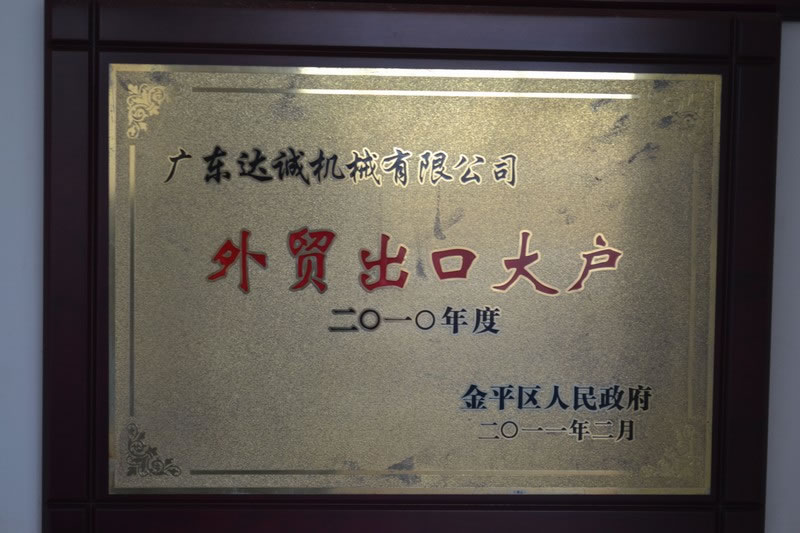 广东达诚机械有限公司
外贸出口大户
二〇一〇年度
金平区人民政府
二〇一一年二月